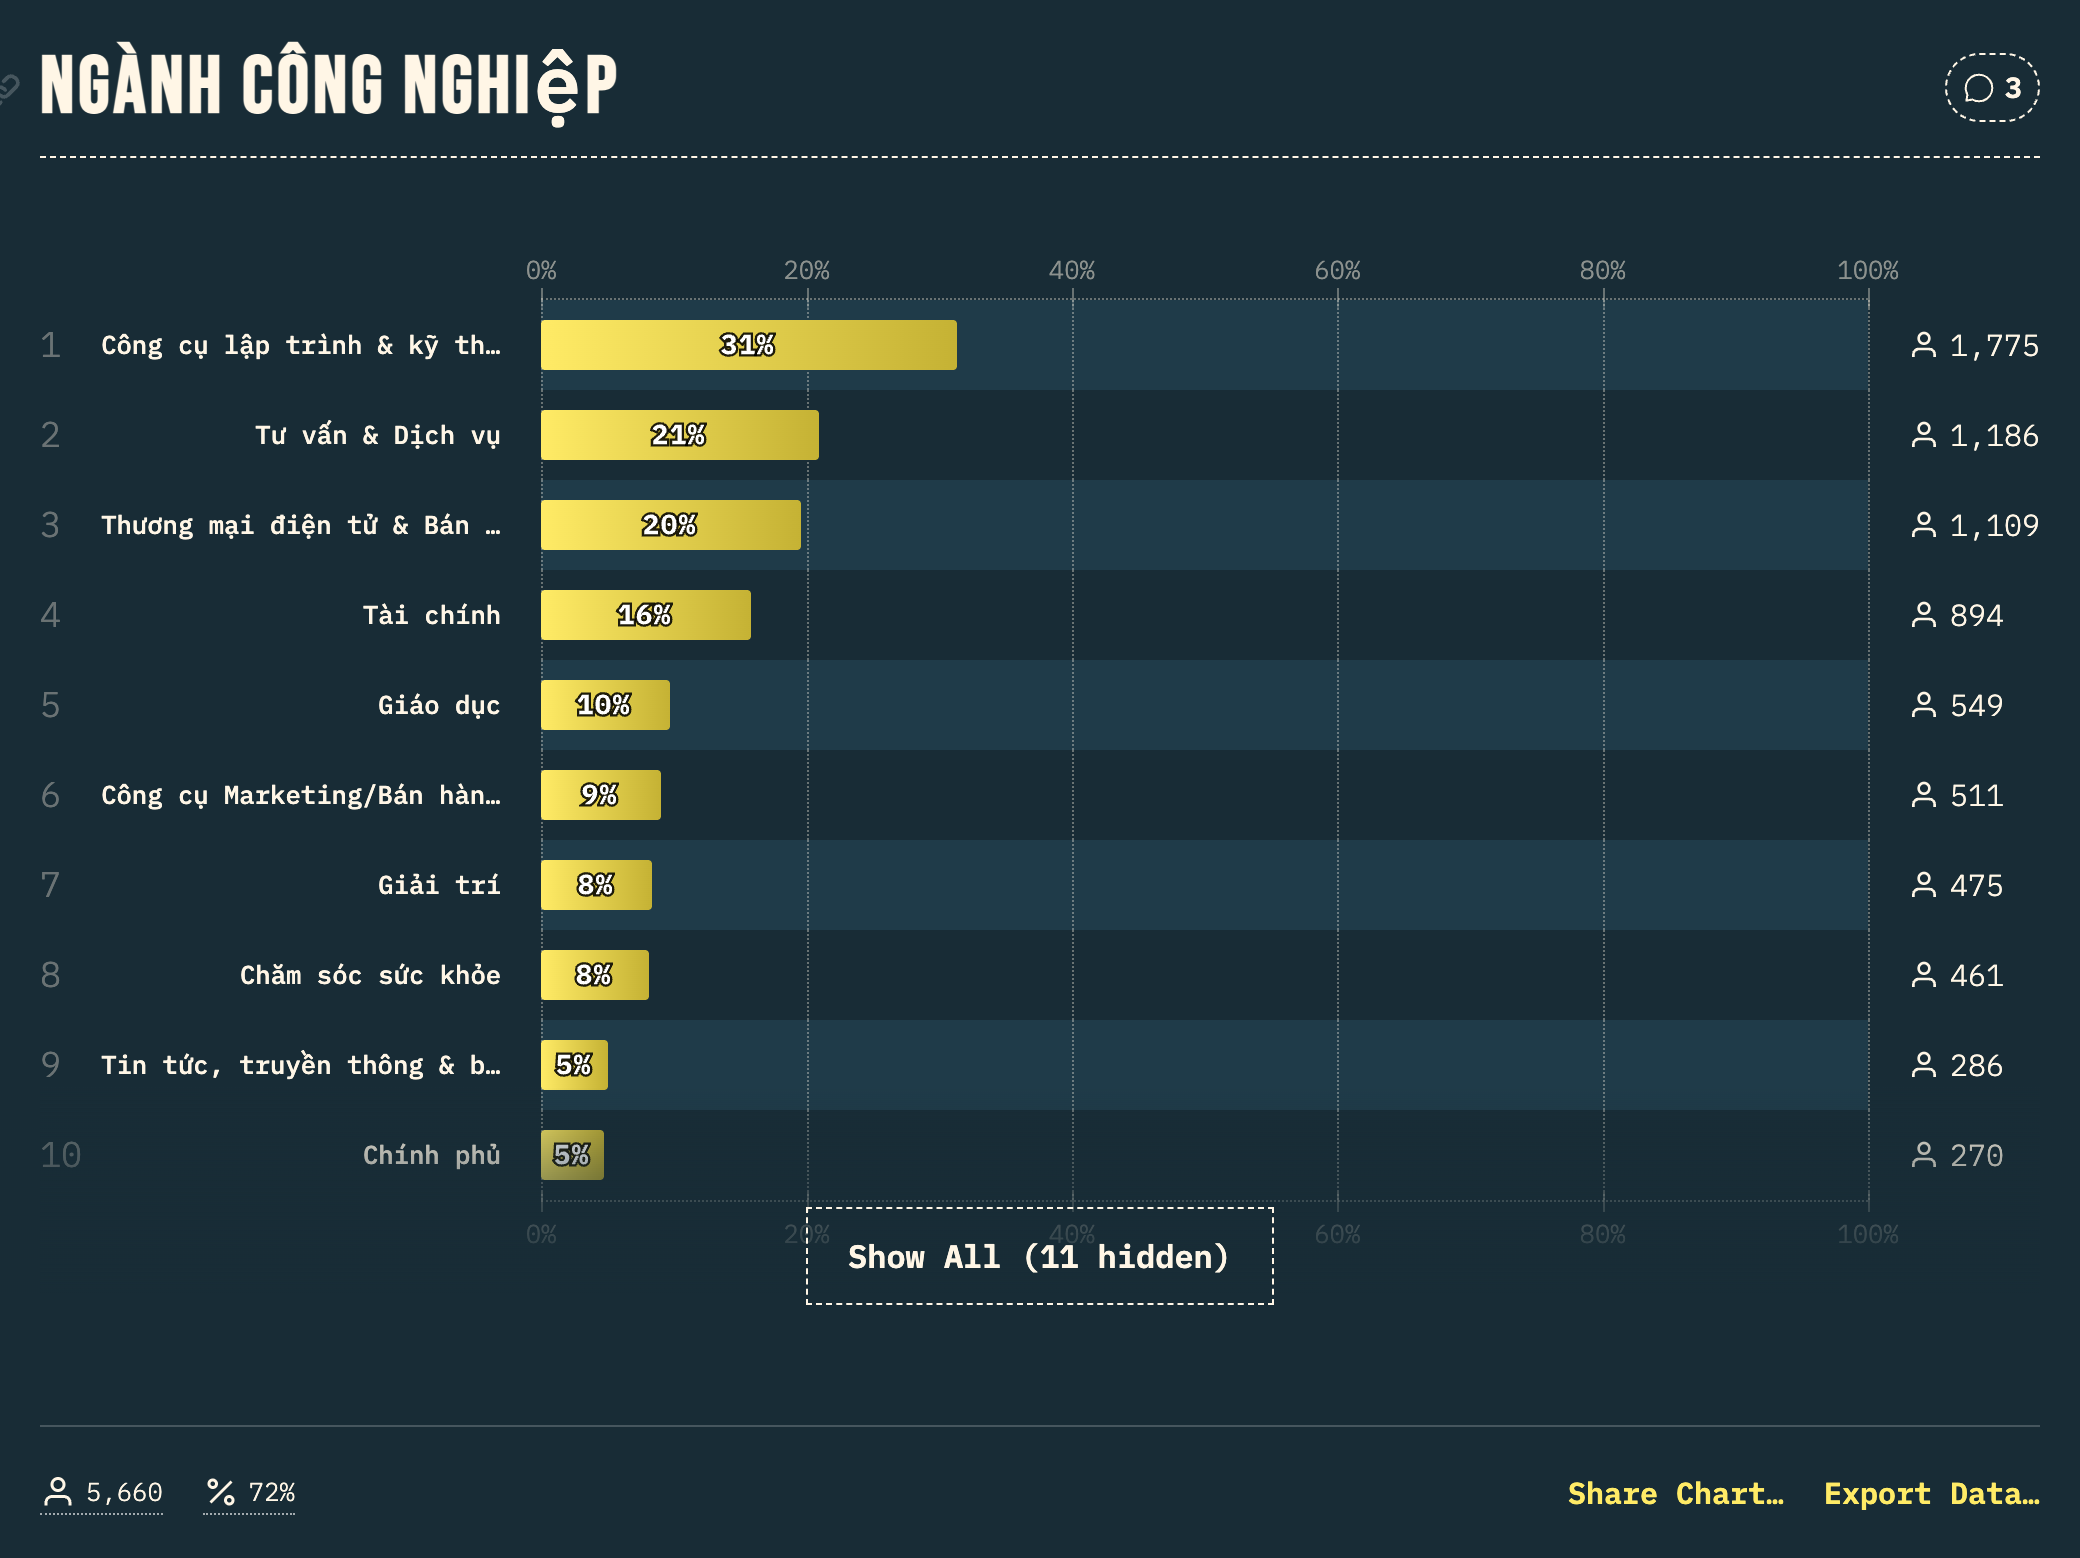 NGÀNH CÔNG NGHIỆP
3
0% 20% 40% 60% 80% 100%
1 Công cụ lập trình & kỹ th… 31% 1,775
2 Tư vấn & Dịch vụ 21% 1,186
3 Thương mại điện tử & Bán … 20% 1,109
4 Tài chính 16% 894
5 Giáo dục 10% 549
6 Công cụ Marketing/Bán hàn… 9% 511
7 Giải trí 8% 475
8 Chăm sóc sức khỏe 8% 461
9 Tin tức, truyền thông & b… 5% 286
10 Chính phủ 5% 270
0% 20% 40% 60% 80% 100%
Show All (11 hidden)
5,660 72% Share Chart… Export Data…